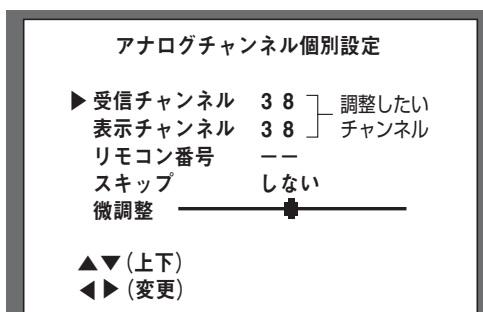 アナログチャンネル個別設定
▶受信チャンネル 38
表示チャンネル 38
調整したい
チャンネル
リモコン番号 ――
スキップ しない
微調整
▲▼(上下)
◀▶(変更)